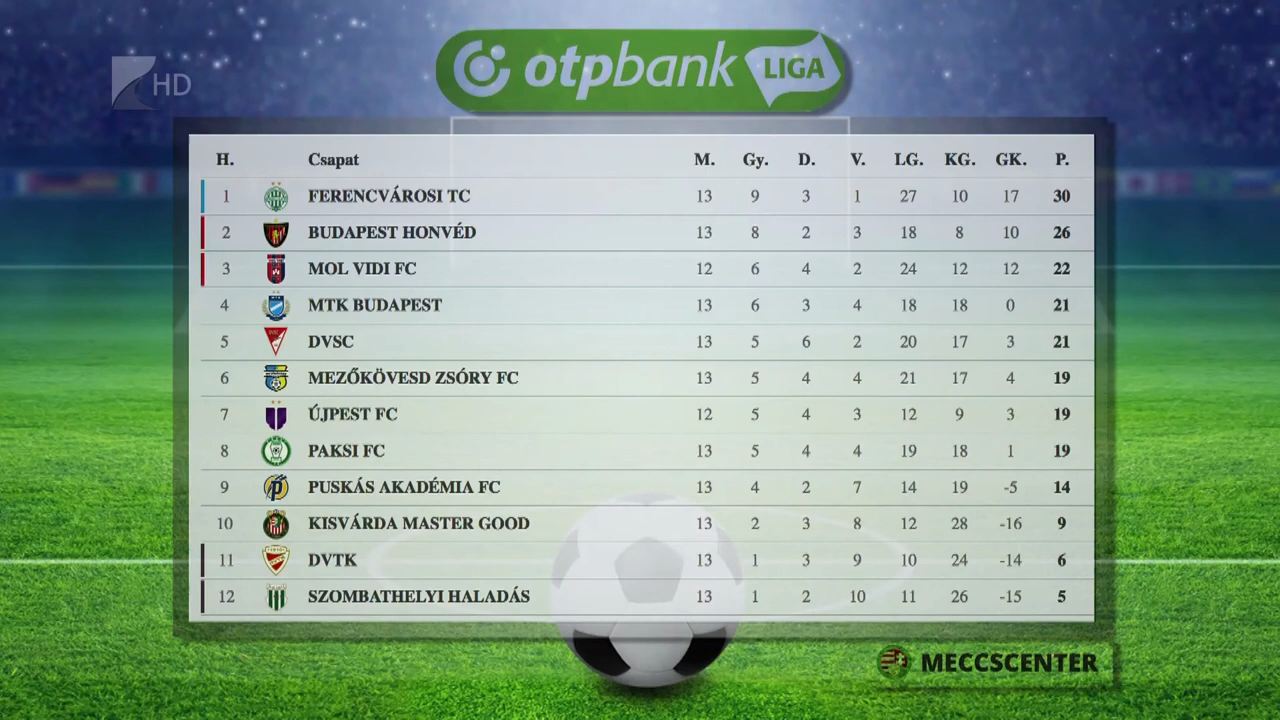 HD
otpbank LIGA
H. Csapat M. Gy. D. V. LG. KG. GK. P.
1 FERENCVÁROSI TC 13 9 3 1 27 10 17 30
2 BUDAPEST HONVÉD 13 8 2 3 18 8 10 26
3 MOL VIDI FC 12 6 4 2 24 12 12 22
4 MTK BUDAPEST 13 6 3 4 18 18 0 21
5 DVSC 13 5 6 2 20 17 3 21
6 MEZŐKÖVESD ZSÓRY FC 13 5 4 4 21 17 4 19
7 ÚJPEST FC 12 5 4 3 12 9 3 19
8 PAKSI FC 13 5 4 4 19 18 1 19
9 PUSKÁS AKADÉMIA FC 13 4 2 7 14 19 -5 14
10 KISVÁRDA MASTER GOOD 13 2 3 8 12 28 -16 9
11 DVTK 13 1 3 9 10 24 -14 6
12 SZOMBATHELYI HALADÁS 13 1 2 10 11 26 -15 5
MECCSCENTER